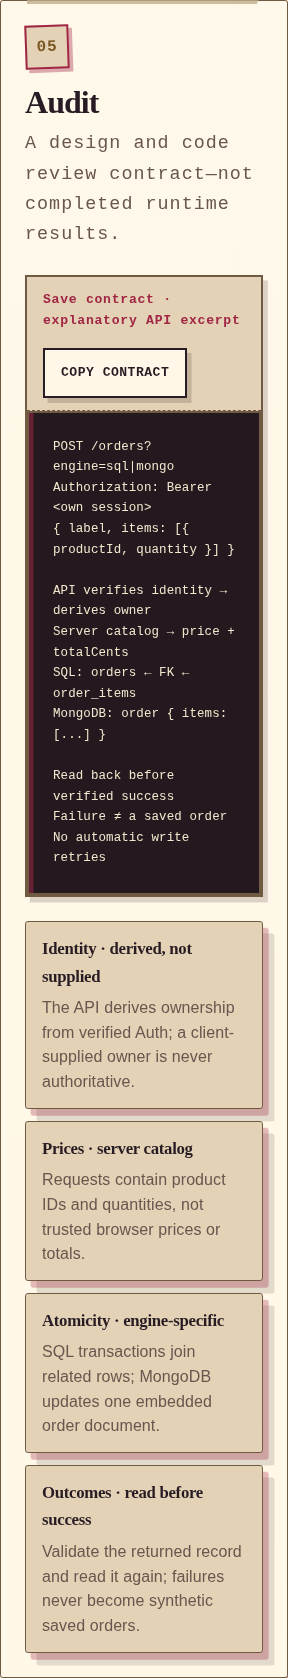 05
Audit
A design and code
review contract—not
completed runtime
results.
Save contract ·
explanatory API excerpt
COPY CONTRACT
POST /orders?
engine=sql|mongo
Authorization: Bearer
<own session>
{ label, items: [{
productId, quantity }] }
API verifies identity →
derives owner
Server catalog → price +
totalCents
SQL: orders ← FK ←
order_items
MongoDB: order { items:
[...] }
Read back before
verified success
Failure ≠ a saved order
No automatic write
retries
Identity · derived, not
supplied
The API derives ownership
from verified Auth; a client-
supplied owner is never
authoritative.
Prices · server catalog
Requests contain product
IDs and quantities, not
trusted browser prices or
totals.
Atomicity · engine-specific
SQL transactions join
related rows; MongoDB
updates one embedded
order document.
Outcomes · read before
success
Validate the returned record
and read it again; failures
never become synthetic
saved orders.